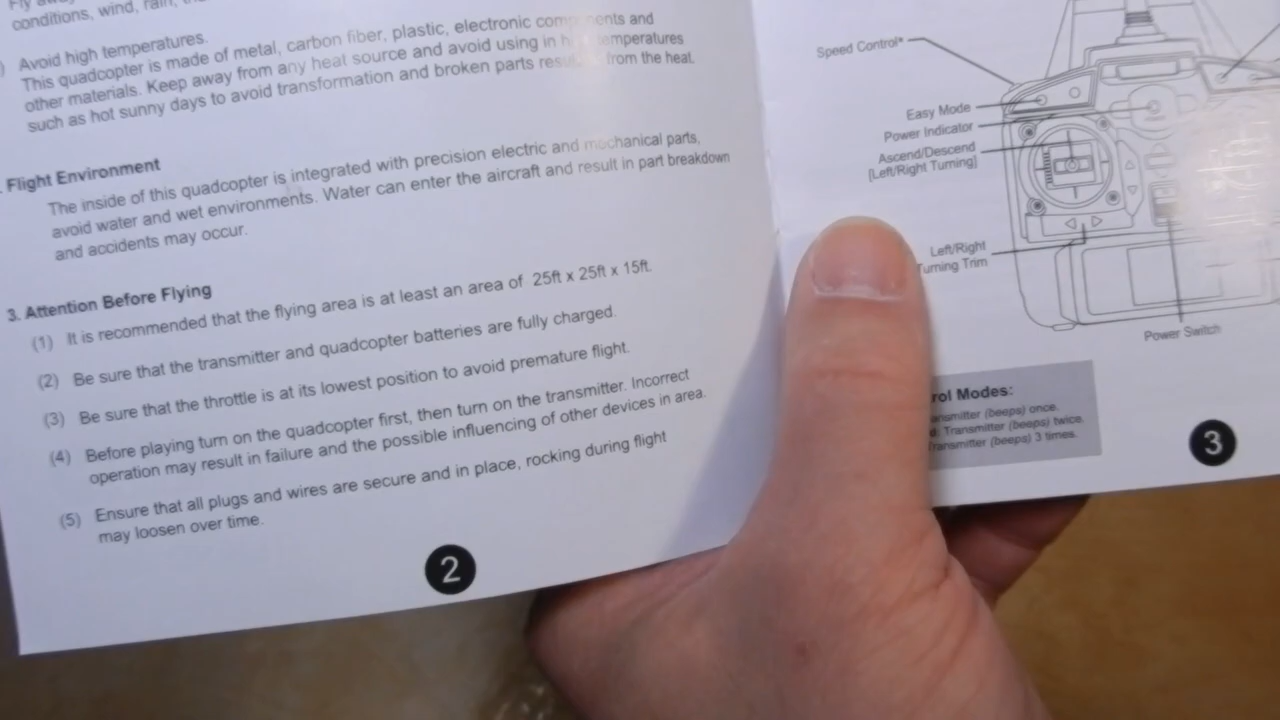 Fly away
conditions, wind, rain,
Avoid high temperatures.
This quadcopter is made of metal, carbon fiber, plastic, electronic components and
other materials. Keep away from any heat source and avoid using in temperatures
such as hot sunny days to avoid transformation and broken parts from the heat.
. Flight Environment
The inside of this quadcopter is integrated with precision electric and mechanical parts,
avoid water and wet environments. Water can enter the aircraft and result in part breakdown
and accidents may occur.
3. Attention Before Flying
(1) It is recommended that the flying area is at least an area of 25ft x 25ft x 15ft.
(2) Be sure that the transmitter and quadcopter batteries are fully charged.
(3) Be sure that the throttle is at its lowest position to avoid premature flight.
(4) Before playing turn on the quadcopter first, then turn on the transmitter. Incorrect
operation may result in failure and the possible influencing of other devices in area.
(5) Ensure that all plugs and wires are secure and in place, rocking during flight
may loosen over time.
2
Speed Control*
Easy Mode
Power Indicator
Ascend/Descend
[Left/Right Turning]
Left/Right
Turning Trim
Power Switch
rol Modes:
ansmitter (beeps) once.
d: Transmitter (beeps) twice.
Transmitter (beeps) 3 times.
3